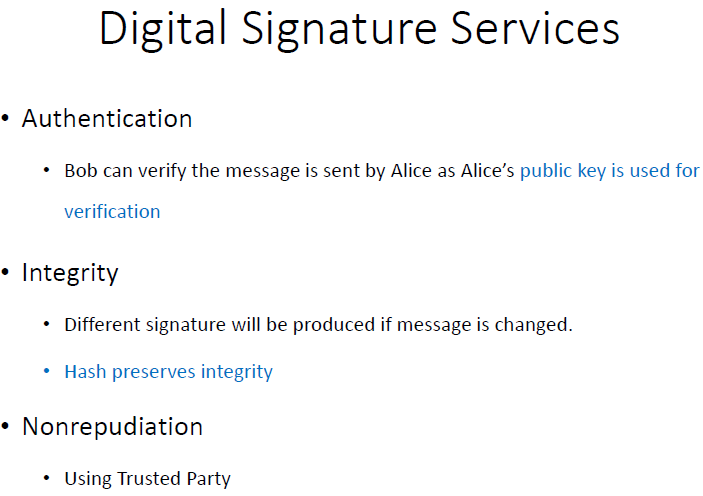 Digital Signature Services
• Authentication
• Bob can verify the message is sent by Alice as Alice’s public key is used for
verification
• Integrity
• Different signature will be produced if message is changed.
• Hash preserves integrity
• Nonrepudiation
• Using Trusted Party